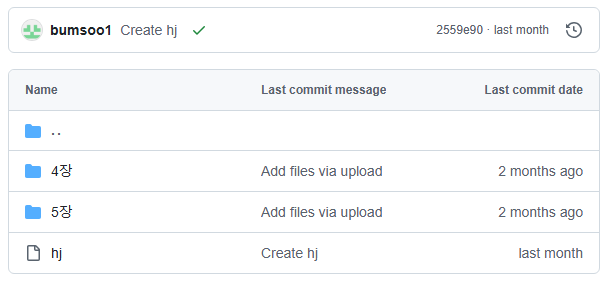 bumsoo1 Create hj 2559e90 · last month
Name Last commit message Last commit date
..
4장 Add files via upload 2 months ago
5장 Add files via upload 2 months ago
hj Create hj last month